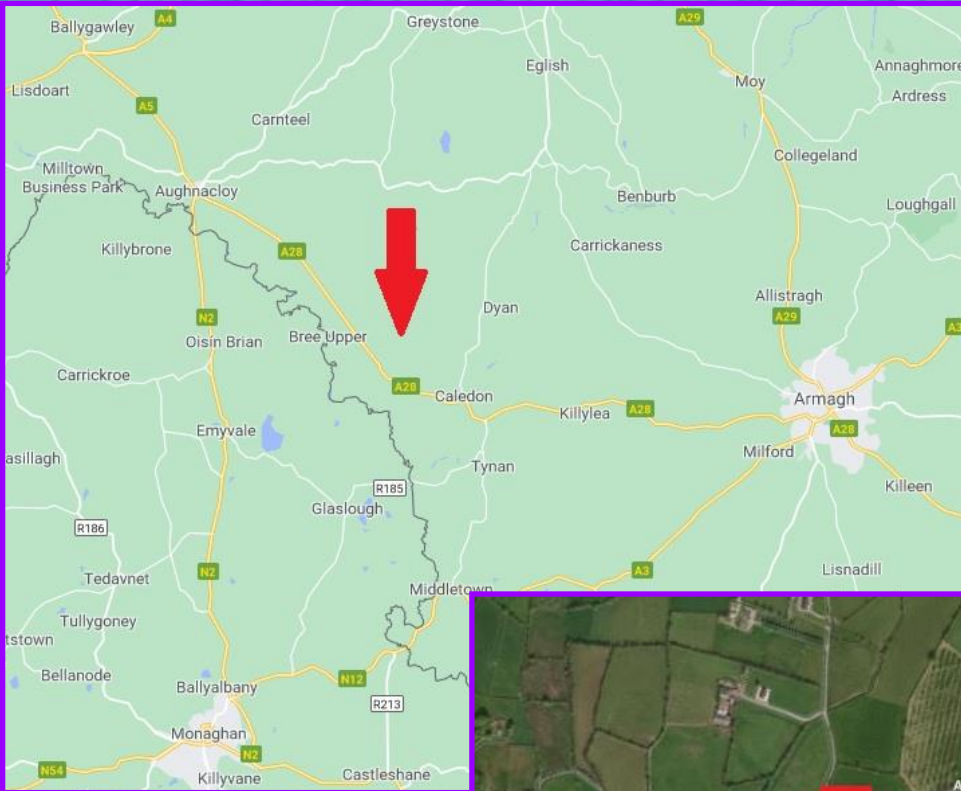 Ballygawley
A4
Greystone
A29
Eglish
Annaghmore
Lisdoart
Moy
Ardress
A5
Carnteel
Collegeland
Milltown
Business Park
Aughnacloy
Benburb
Loughgall
Killybrone
A28
Carrickaness
Allistragh
N2
Dyan
A29
Oisin Brian
Bree Upper
A3
Carrickroe
A28
Caledon
Armagh
Killylea
A28
Emyvale
A28
asillagh
Milford
Tynan
R185
Killeen
Glaslough
R186
Tedavnet
N2
A3
Lisnadill
Middletown
Tullygoney
tstown
Bellanode
N12
Ballyalbany
R213
Monaghan
N2
N54
Killyvane
Castleshane